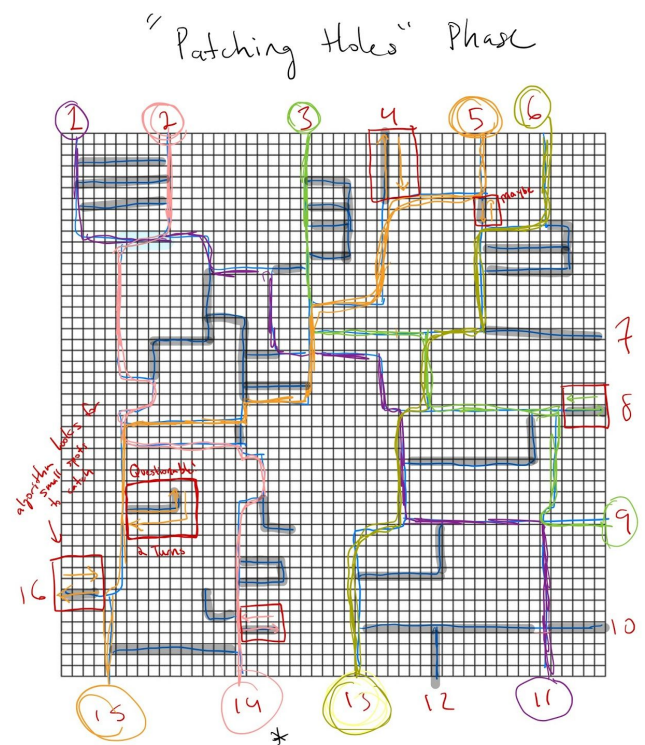 "Patching Holes" Phase
1 2 3 4 5 6
maybe
7
8
algorithm looks for
small spots
to catch
Questionable!
2 Turns
9
16
10
15 14 13 12 11
*